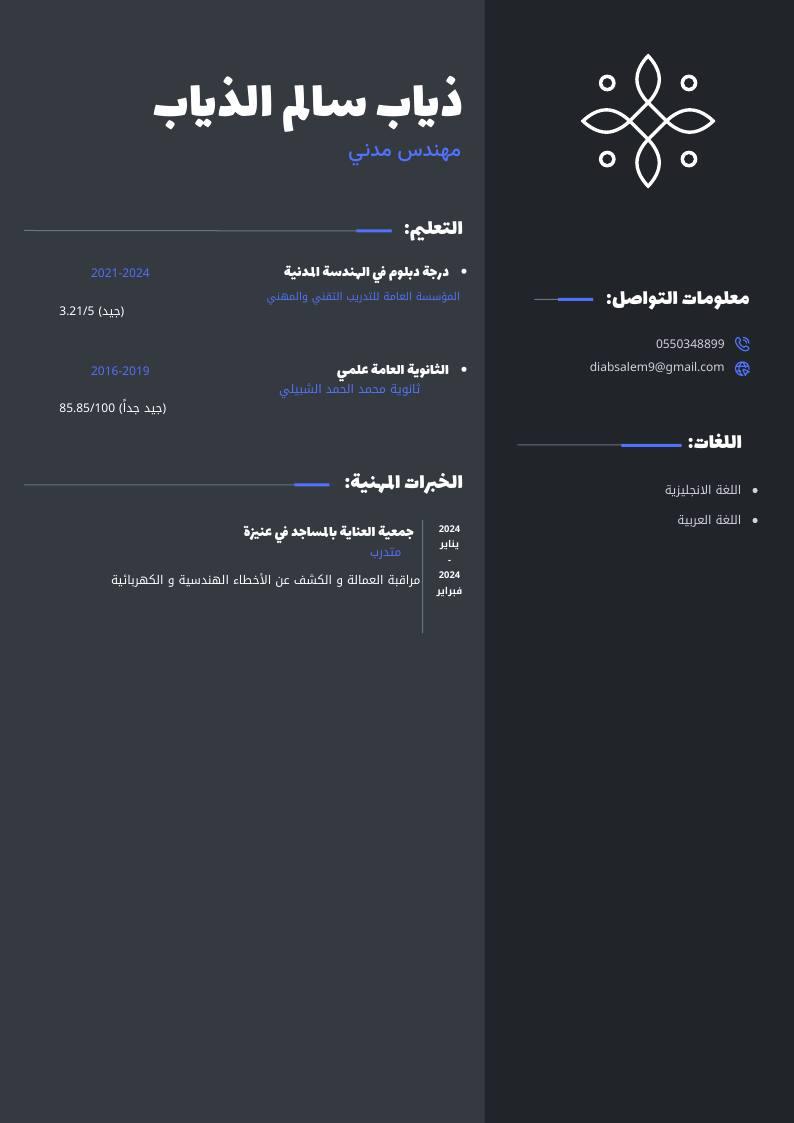 ذياب سالم الذياب
مهندس مدني
معلومات التواصل:
0550348899
diabsalem9@gmail.com
اللغات:
اللغة الانجليزية
اللغة العربية
التعليم:
درجة دبلوم في الهندسة المدنية
2021-2024
المؤسسة العامة للتدريب التقني والمهني
3.21/5 (جيد)
الثانوية العامة علمي
2016-2019
ثانوية محمد الحمد الشبيلي
85.85/100 (جيد جداً)
الخبرات المهنية:
2024
يناير
-
2024
فبراير
جمعية العناية بالمساجد في عنيزة
متدرب
مراقبة العمالة و الكشف عن الأخطاء الهندسية و الكهربائية